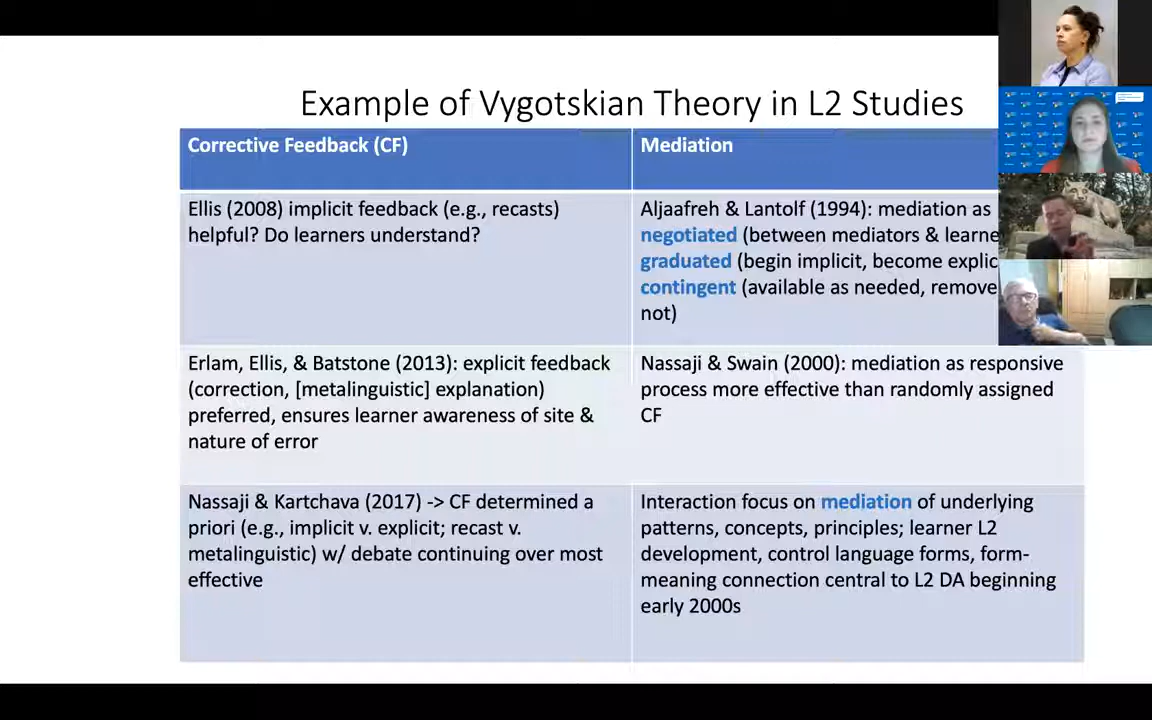 Example of Vygotskian Theory in L2 Studies
Corrective Feedback (CF)
Mediation
Ellis (2008) implicit feedback (e.g., recasts)
helpful? Do learners understand?
Aljaafreh & Lantolf (1994): mediation as
negotiated (between mediators & learne
graduated (begin implicit, become explic
contingent (available as needed, remove
not)
Erlam, Ellis, & Batstone (2013): explicit feedback
(correction, [metalinguistic] explanation)
preferred, ensures learner awareness of site &
nature of error
Nassaji & Swain (2000): mediation as responsive
process more effective than randomly assigned
CF
Nassaji & Kartchava (2017) -> CF determined a
priori (e.g., implicit v. explicit; recast v.
metalinguistic) w/ debate continuing over most
effective
Interaction focus on mediation of underlying
patterns, concepts, principles; learner L2
development, control language forms, form-
meaning connection central to L2 DA beginning
early 2000s